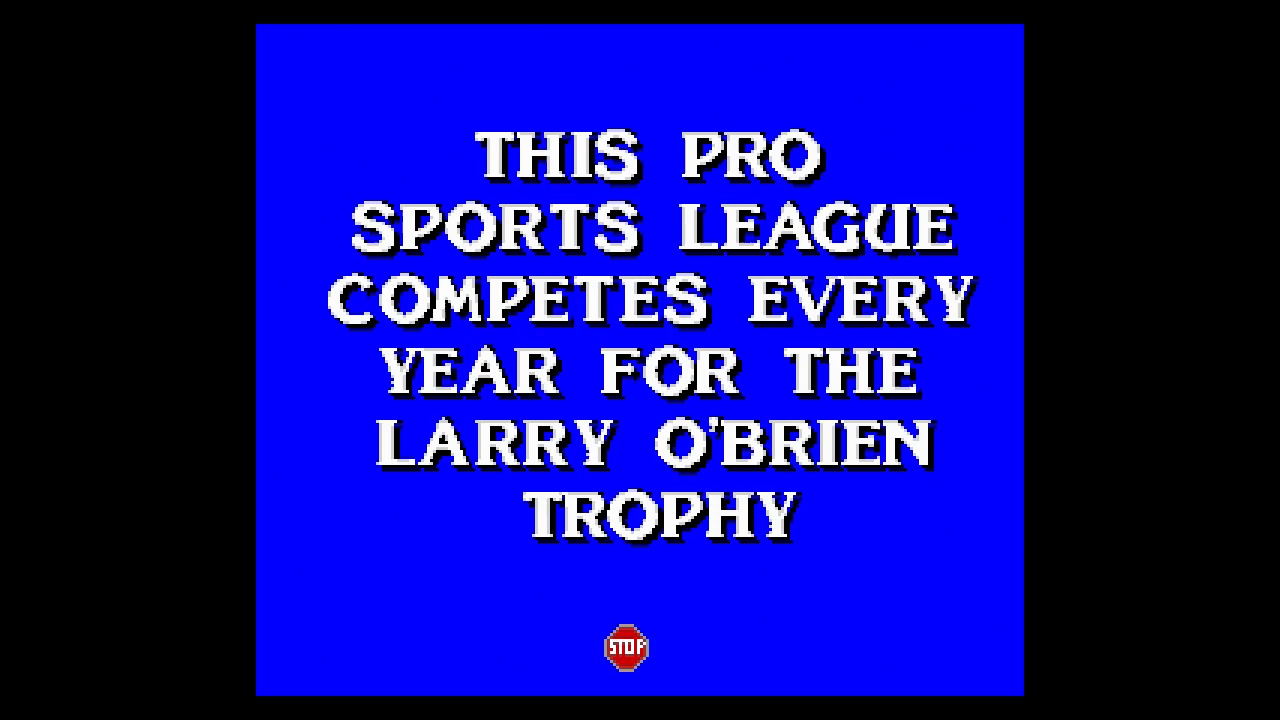 THIS PRO
SPORTS LEAGUE
COMPETES EVERY
YEAR FOR THE
LARRY O'BRIEN
TROPHY
STOP